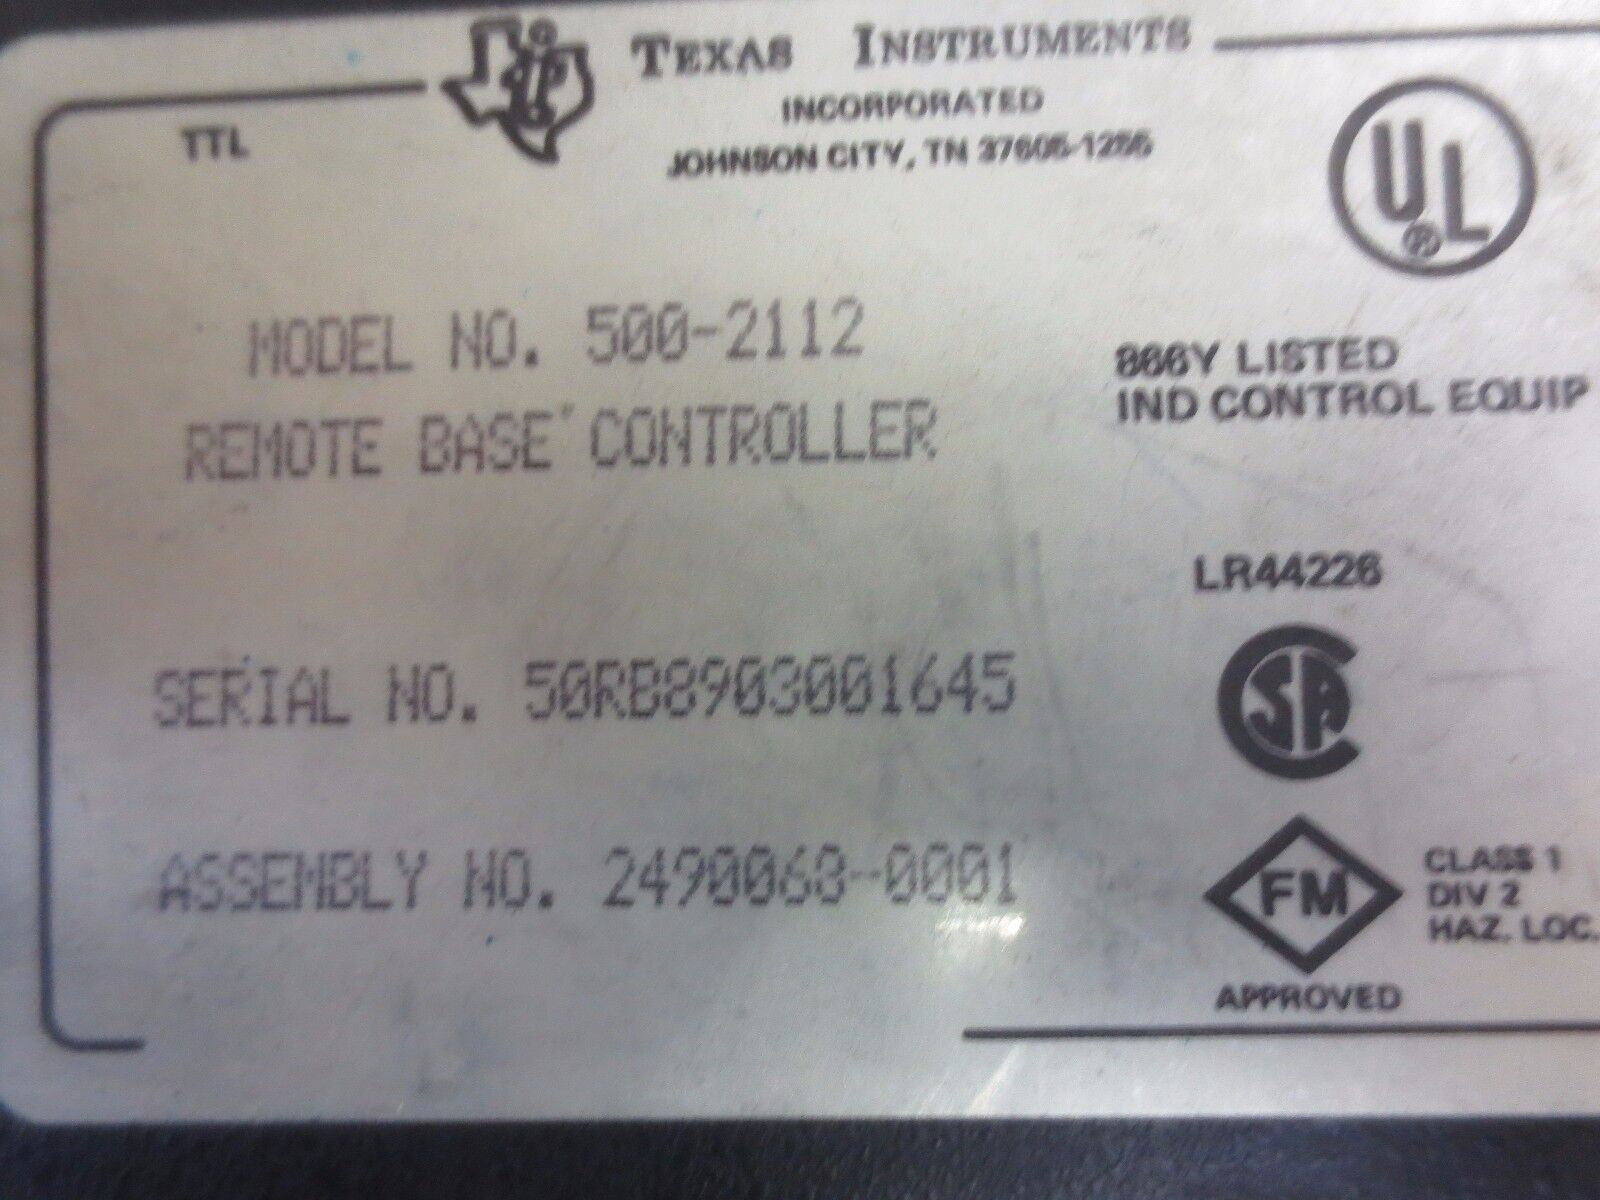 TEXAS INSTRUMENTS
INCORPORATED
JOHNSON CITY, TN 37605-1255
TTL
UL
®
MODEL NO. 500-2112
REMOTE BASE CONTROLLER
866Y LISTED
IND CONTROL EQUIP
LR44226
SERIAL NO. 50RB8903001645
SA
ASSEMBLY NO. 2490068-0001
FM
CLASS 1
DIV 2
HAZ. LOC.
APPROVED